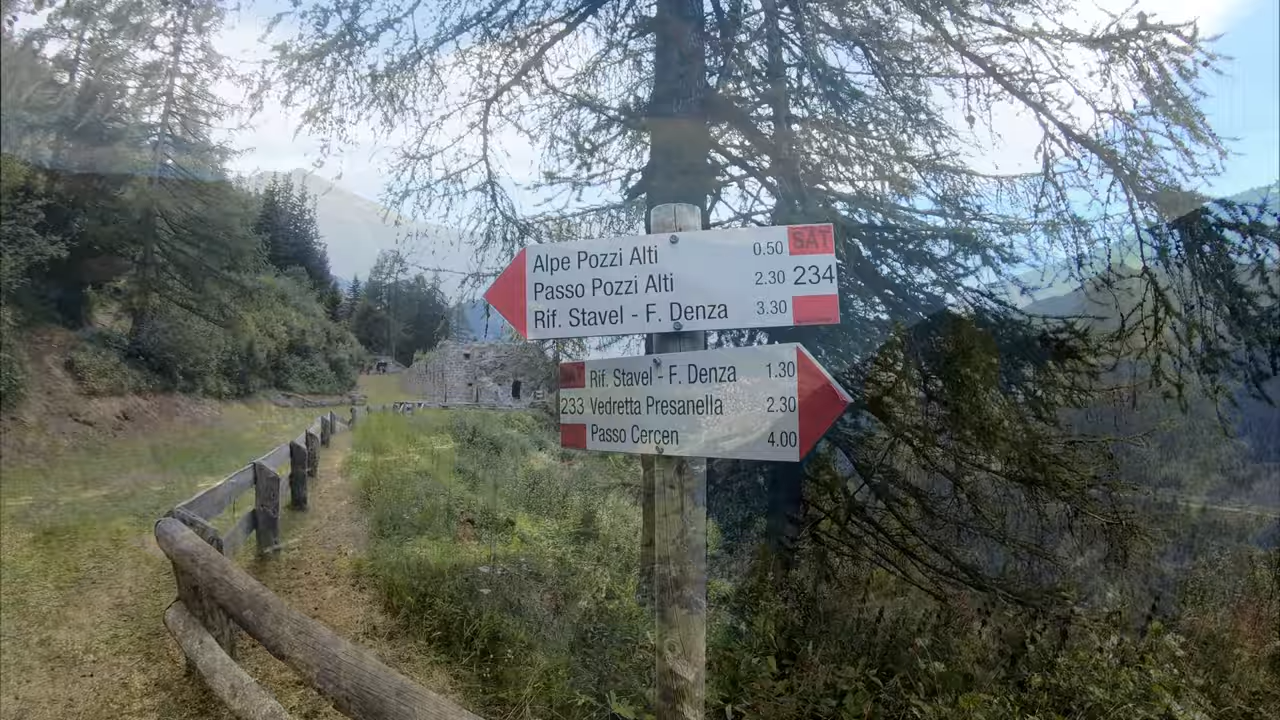 Alpe Pozzi Alti 0.50 SAT
Passo Pozzi Alti 2.30 234
Rif. Stavel - F. Denza 3.30
Rif. Stavel - F. Denza 1.30
233 Vedretta Presanella 2.30
Passo Cercen 4.00